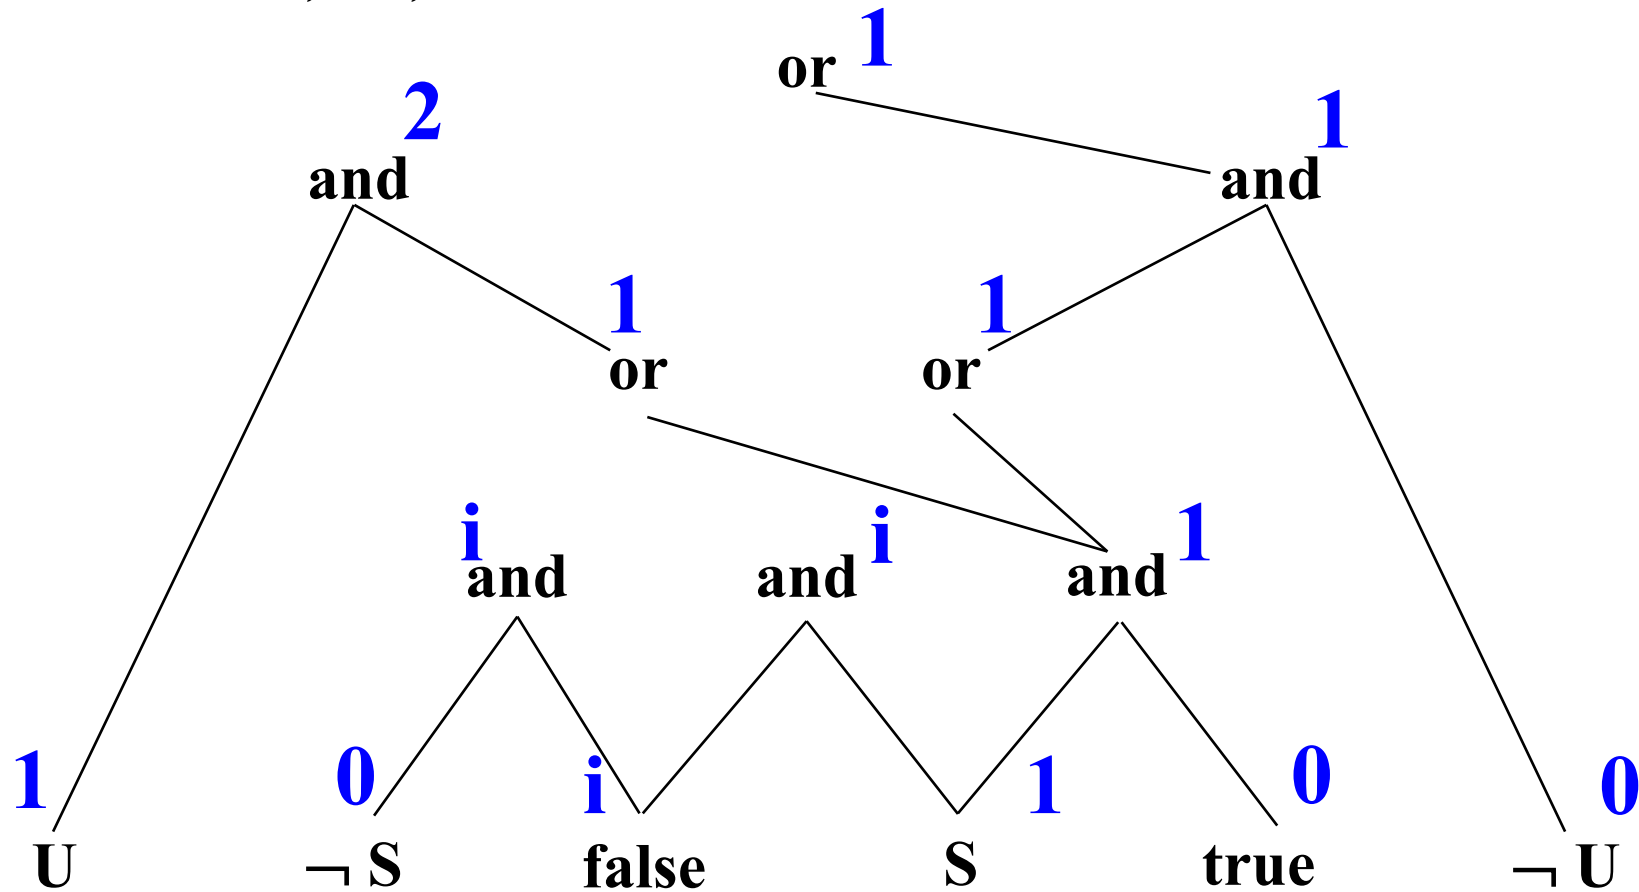 or 1
2 1
and and
1 1
or or
i i 1
and and and
1 0 i 1 0 0
U ¬ S false S true ¬ U